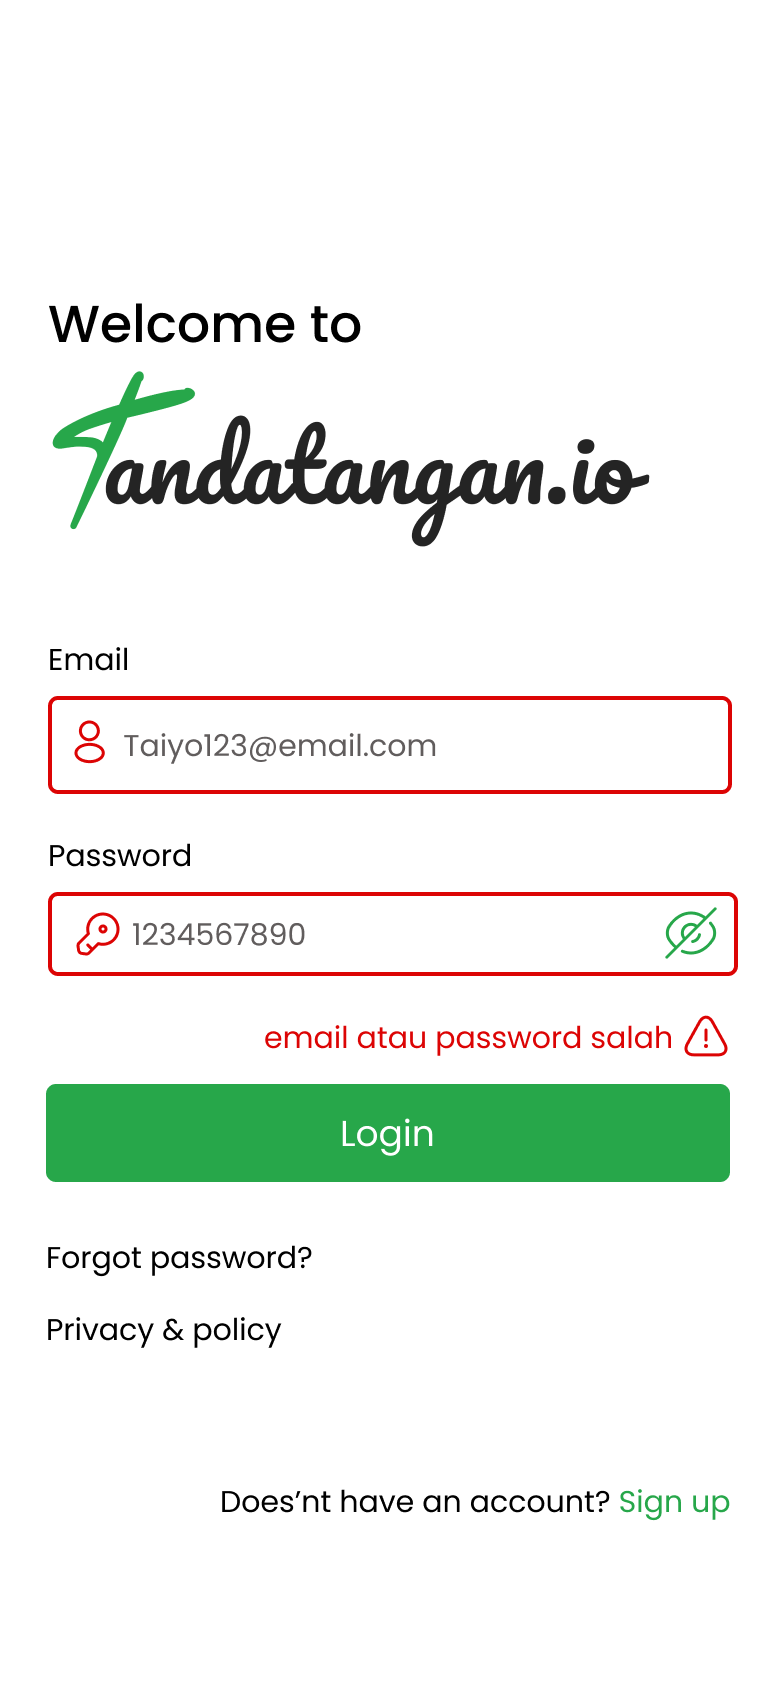 Welcome to
Tandatangan.io
Email
Taiyo123@email.com
Password
1234567890
email atau password salah
Login
Forgot password?
Privacy & policy
Does’nt have an account? Sign up